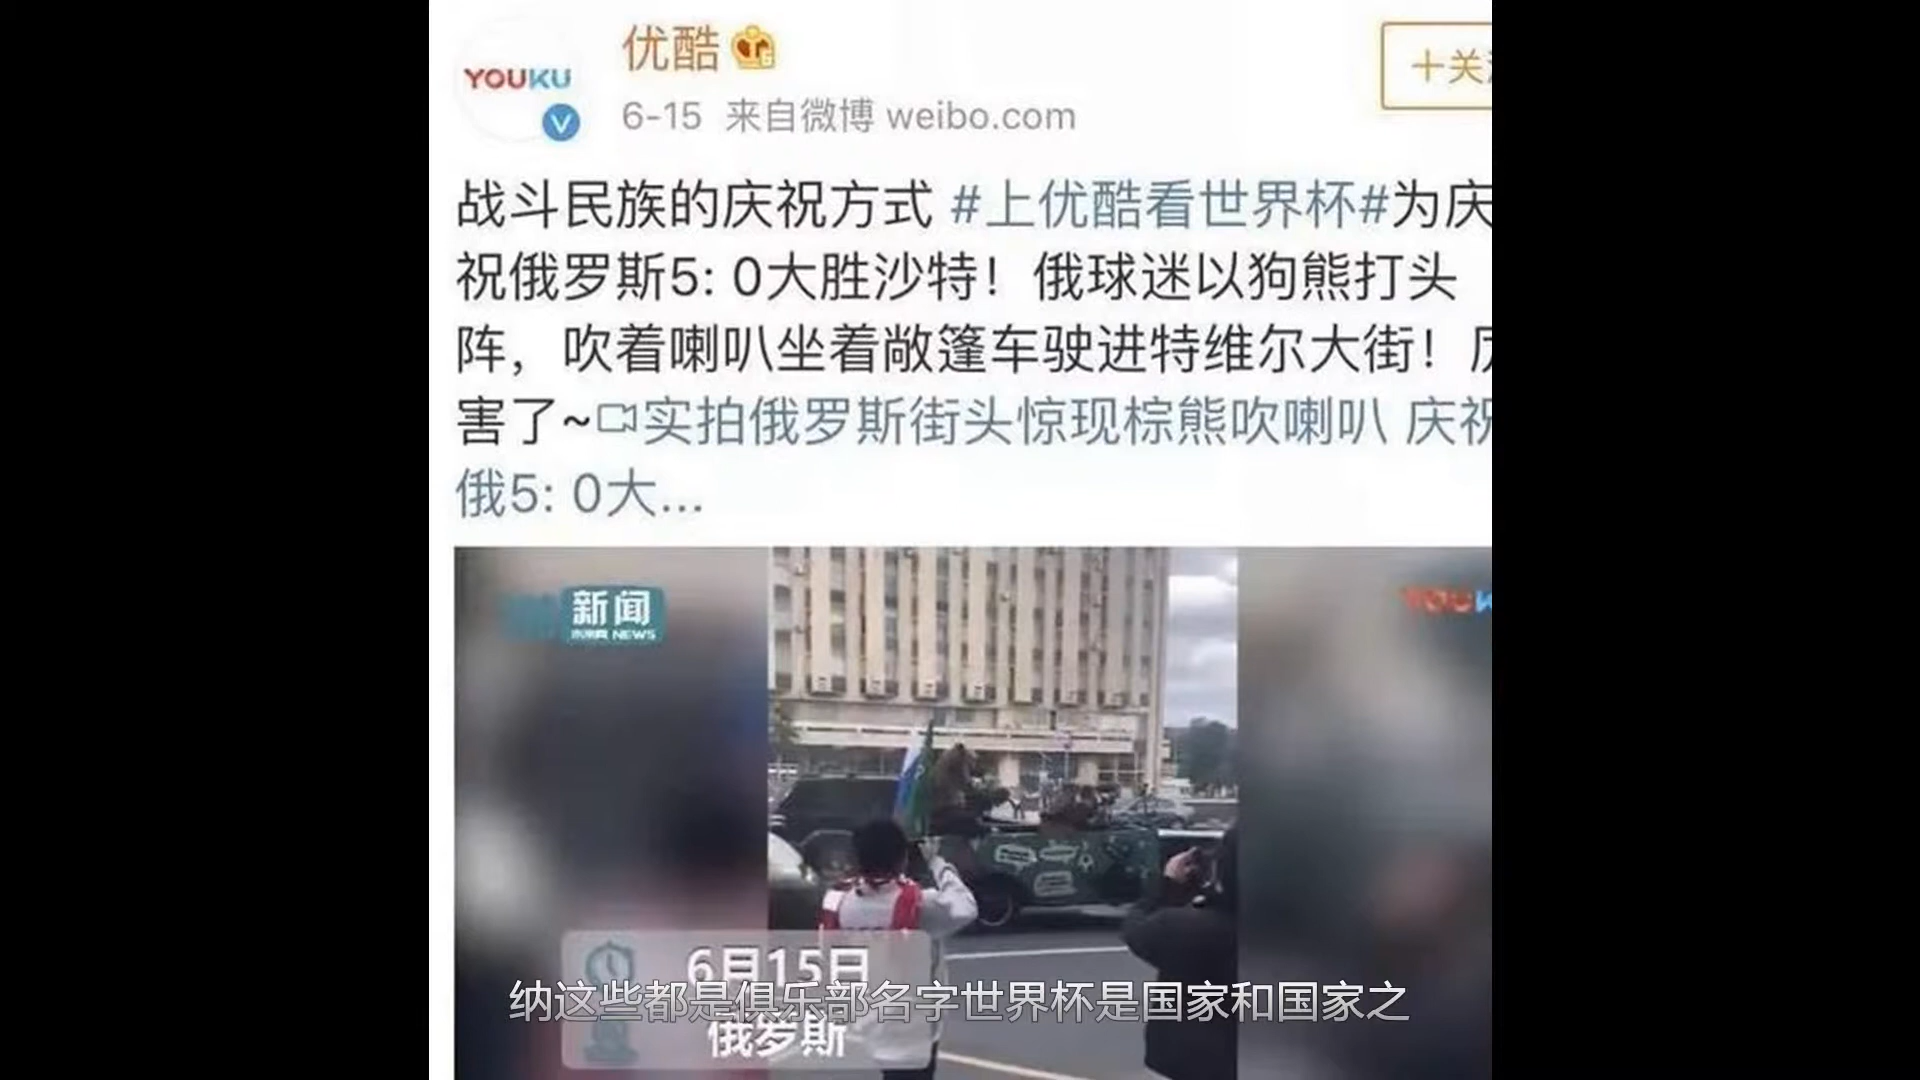 优酷
YOUKU
6-15 来自微博 weibo.com
十关
战斗民族的庆祝方式 #上优酷看世界杯#为庆
祝俄罗斯5: 0大胜沙特！俄球迷以狗熊打头
阵，吹着喇叭坐着敞篷车驶进特维尔大街！厉
害了~实拍俄罗斯街头惊现棕熊吹喇叭 庆祝
俄5: 0大...
新闻
NEWS
YOUK
6月15日
俄罗斯
纳这些都是俱乐部名字世界杯是国家和国家之